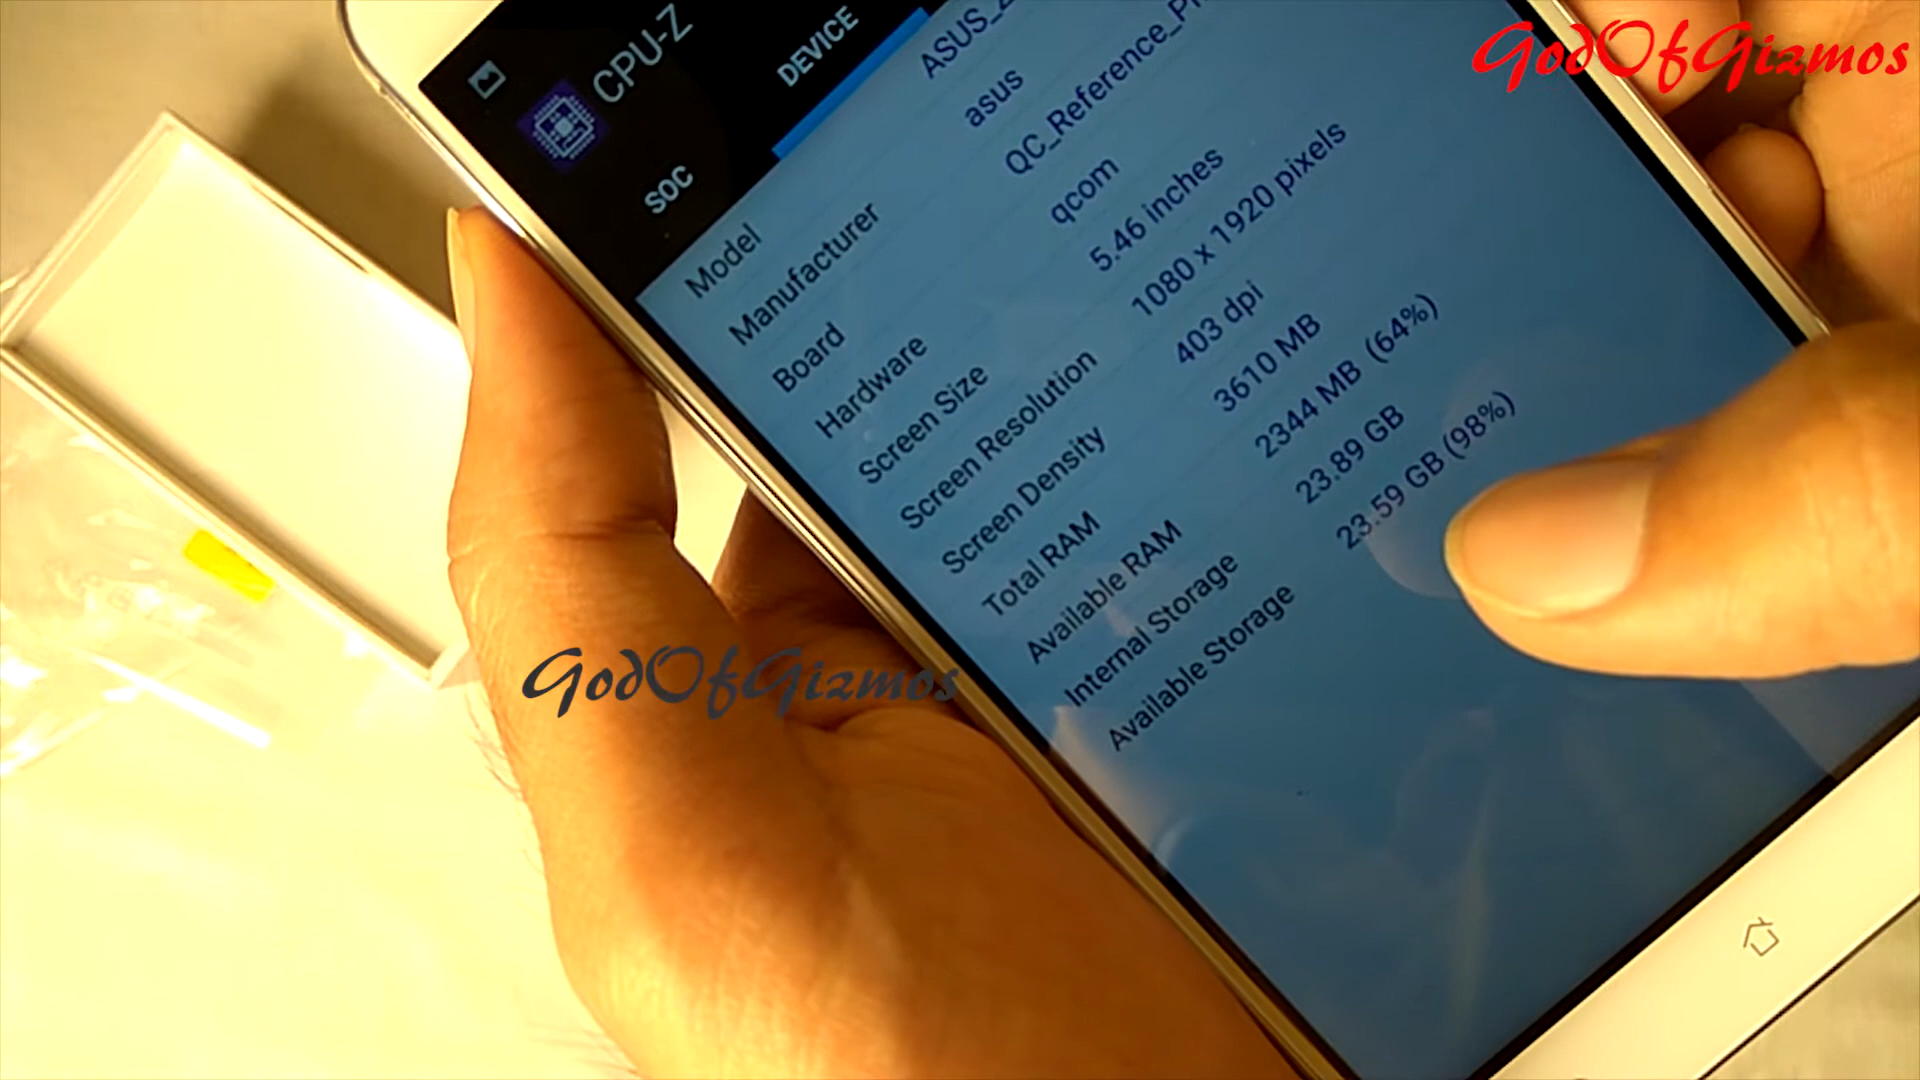 GodOfGizmos
CPU-Z
SOC
DEVICE
Model
Manufacturer asus
Board
Hardware qcom
Screen Size 5.46 inches
Screen Resolution 1080 x 1920 pixels
Screen Density 403 dpi
Total RAM 3610 MB
Available RAM 2344 MB (64%)
Internal Storage 23.89 GB
Available Storage 23.59 GB (98%)
GodOfGizmos